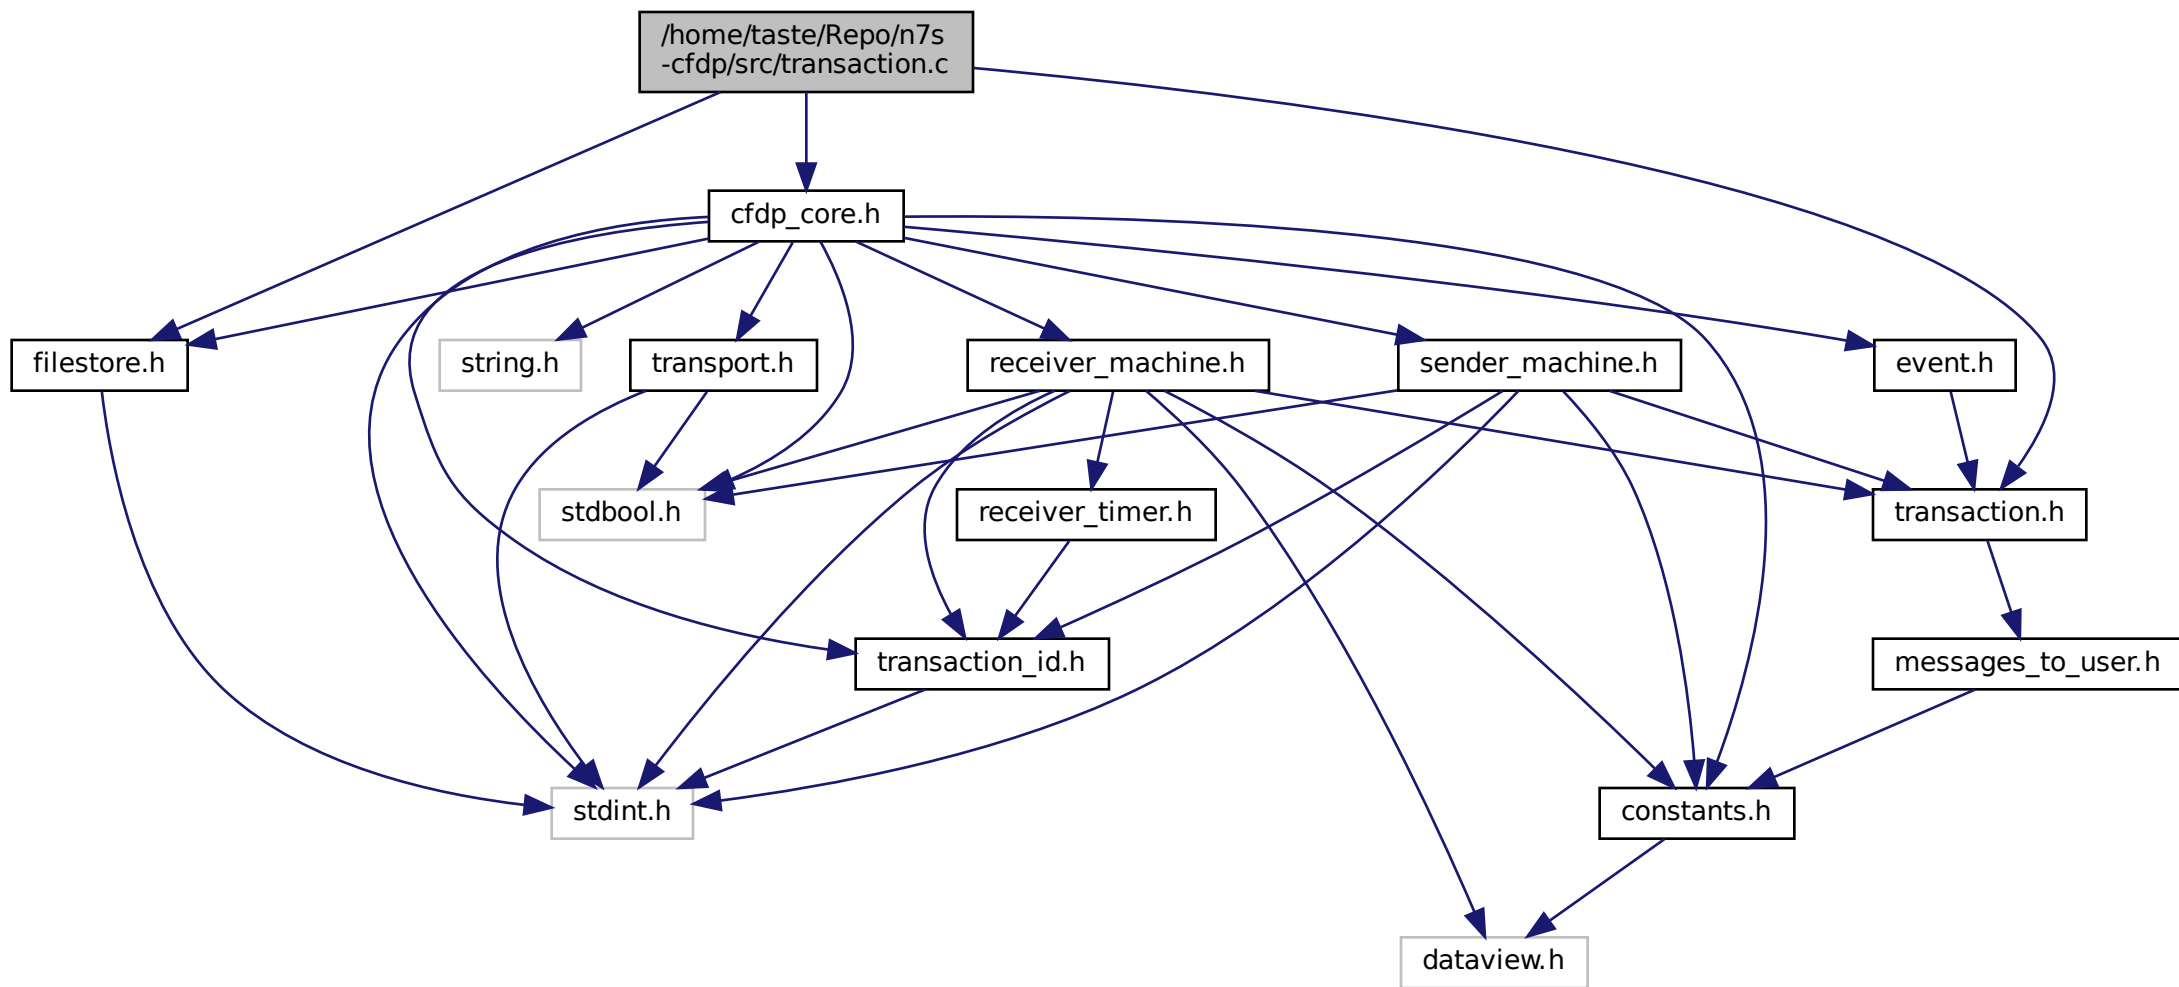 /home/taste/Repo/n7s
-cfdp/src/transaction.c
cfdp_core.h
filestore.h
string.h
transport.h
receiver_machine.h
sender_machine.h
event.h
stdbool.h
receiver_timer.h
transaction.h
transaction_id.h
messages_to_user.h
stdint.h
constants.h
dataview.h